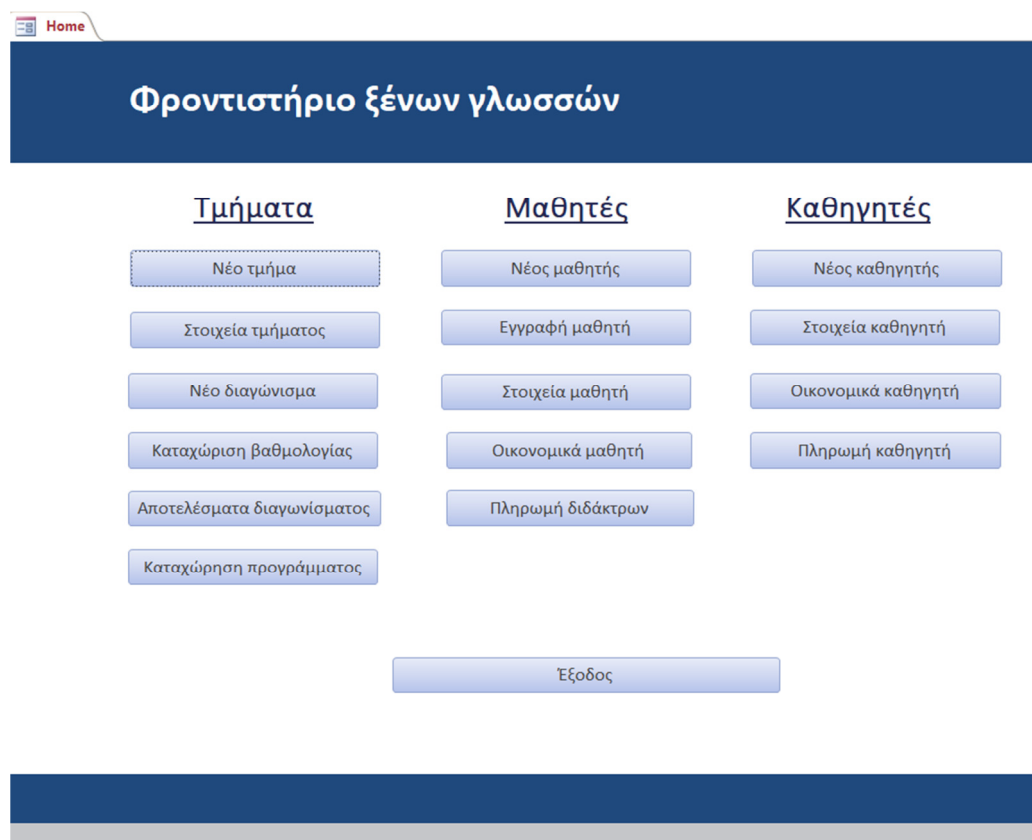 Home
Φροντιστήριο ξένων γλωσσών
Τμήματα
Νέο τμήμα
Στοιχεία τμήματος
Νέο διαγώνισμα
Καταχώριση βαθμολογίας
Αποτελέσματα διαγωνίσματος
Καταχώρηση προγράμματος
Μαθητές
Νέος μαθητής
Εγγραφή μαθητή
Στοιχεία μαθητή
Οικονομικά μαθητή
Πληρωμή διδάκτρων
Καθηγητές
Νέος καθηγητής
Στοιχεία καθηγητή
Οικονομικά καθηγητή
Πληρωμή καθηγητή
Έξοδος